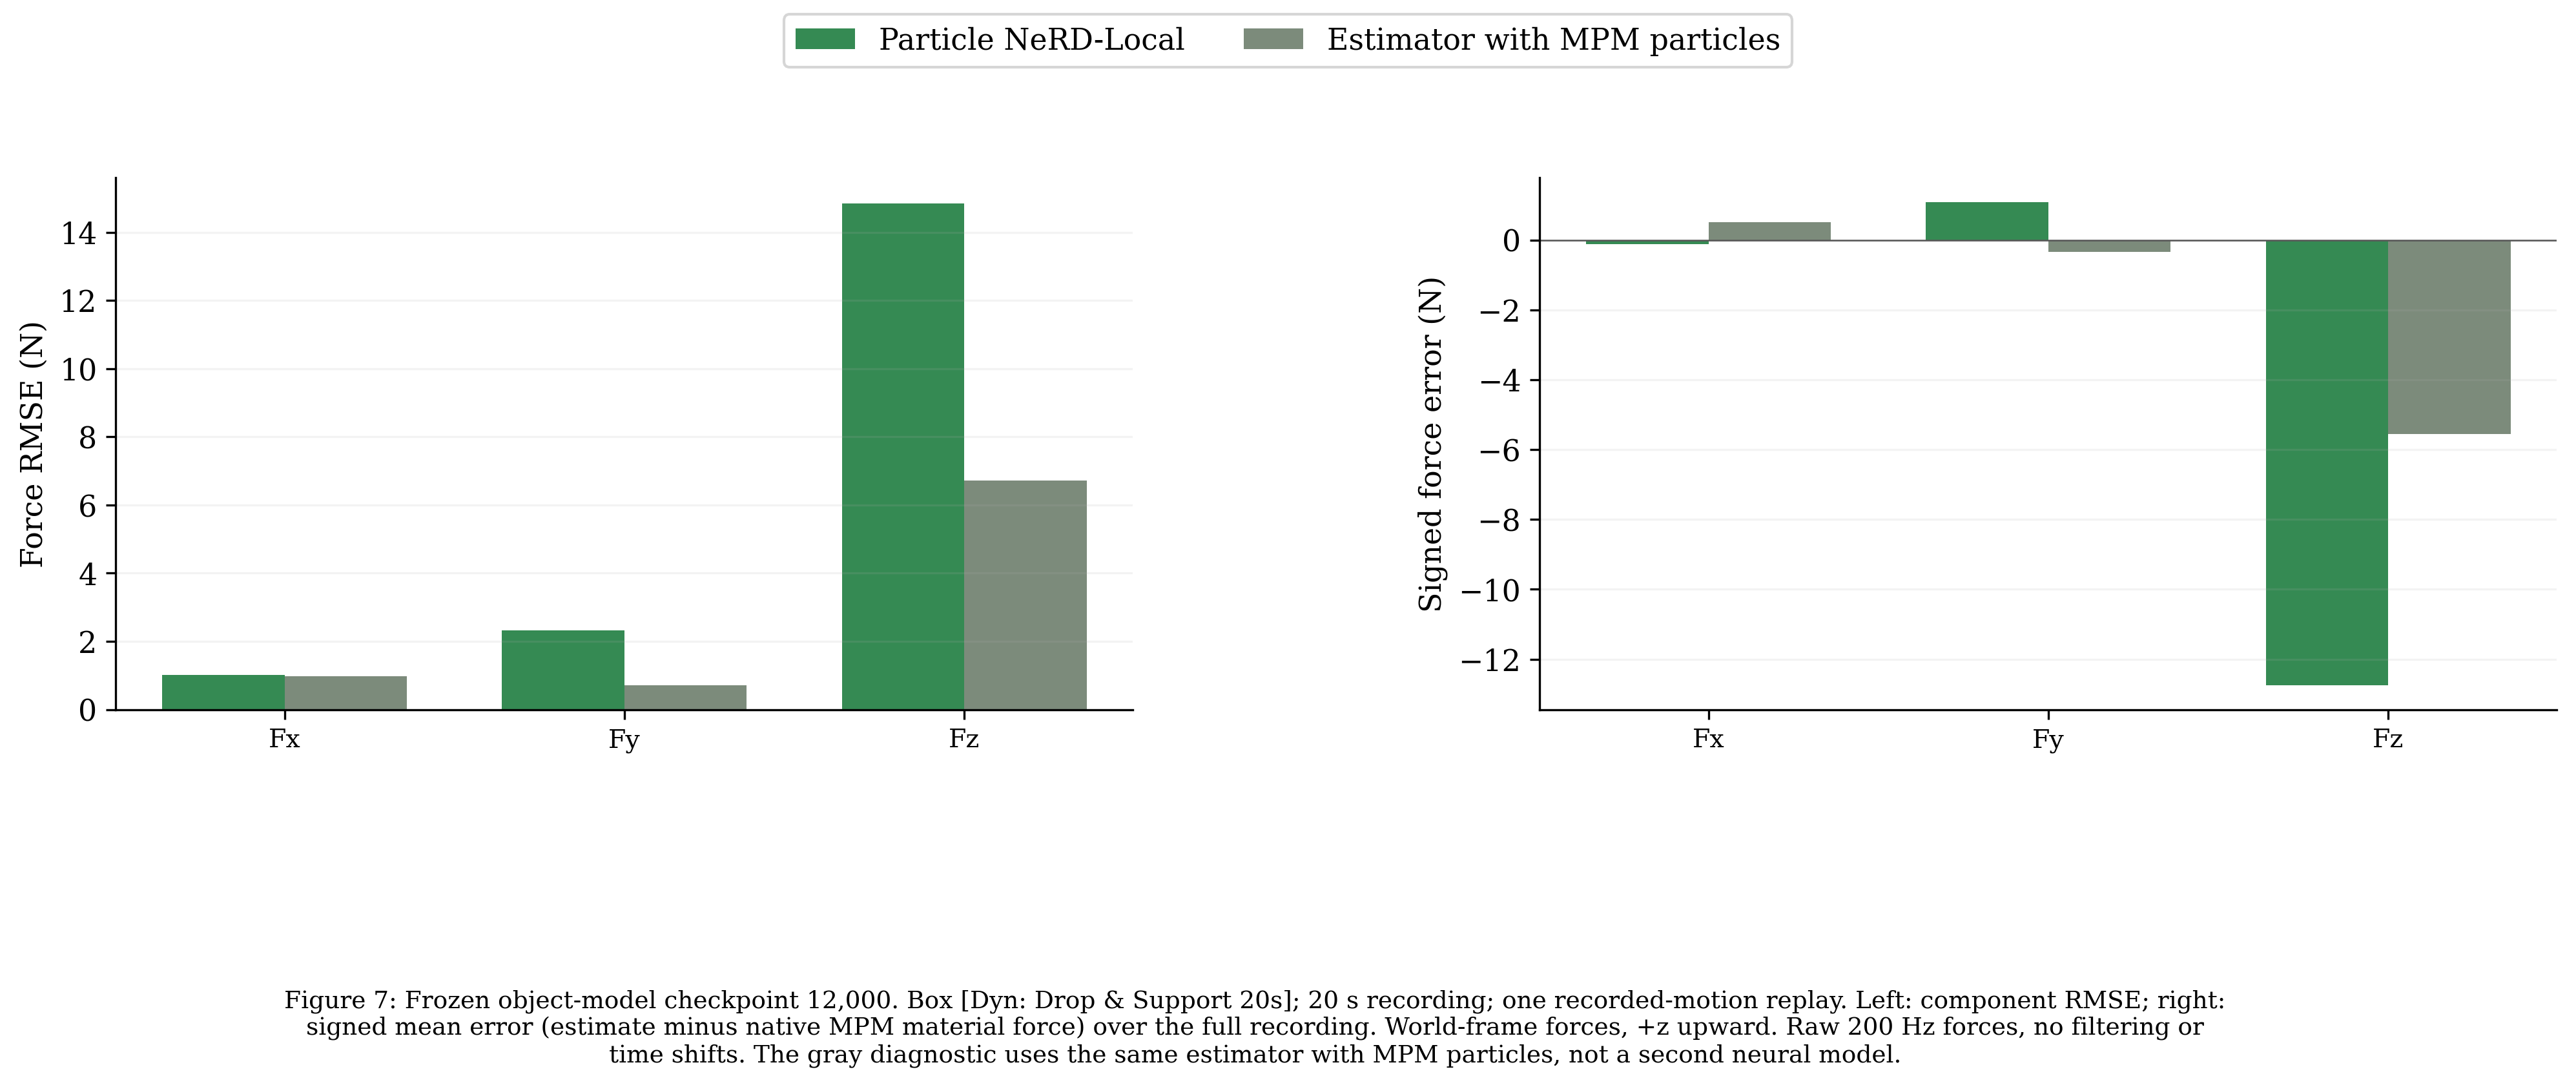 Particle NeRD-Local
Estimator with MPM particles
Force RMSE (N)
14
12
10
8
6
4
2
0
Fx
Fy
Fz
Signed force error (N)
0
−2
−4
−6
−8
−10
−12
Fx
Fy
Fz
Figure 7: Frozen object-model checkpoint 12,000. Box [Dyn: Drop & Support 20s]; 20 s recording; one recorded-motion replay. Left: component RMSE; right:
signed mean error (estimate minus native MPM material force) over the full recording. World-frame forces, +z upward. Raw 200 Hz forces, no filtering or
time shifts. The gray diagnostic uses the same estimator with MPM particles, not a second neural model.